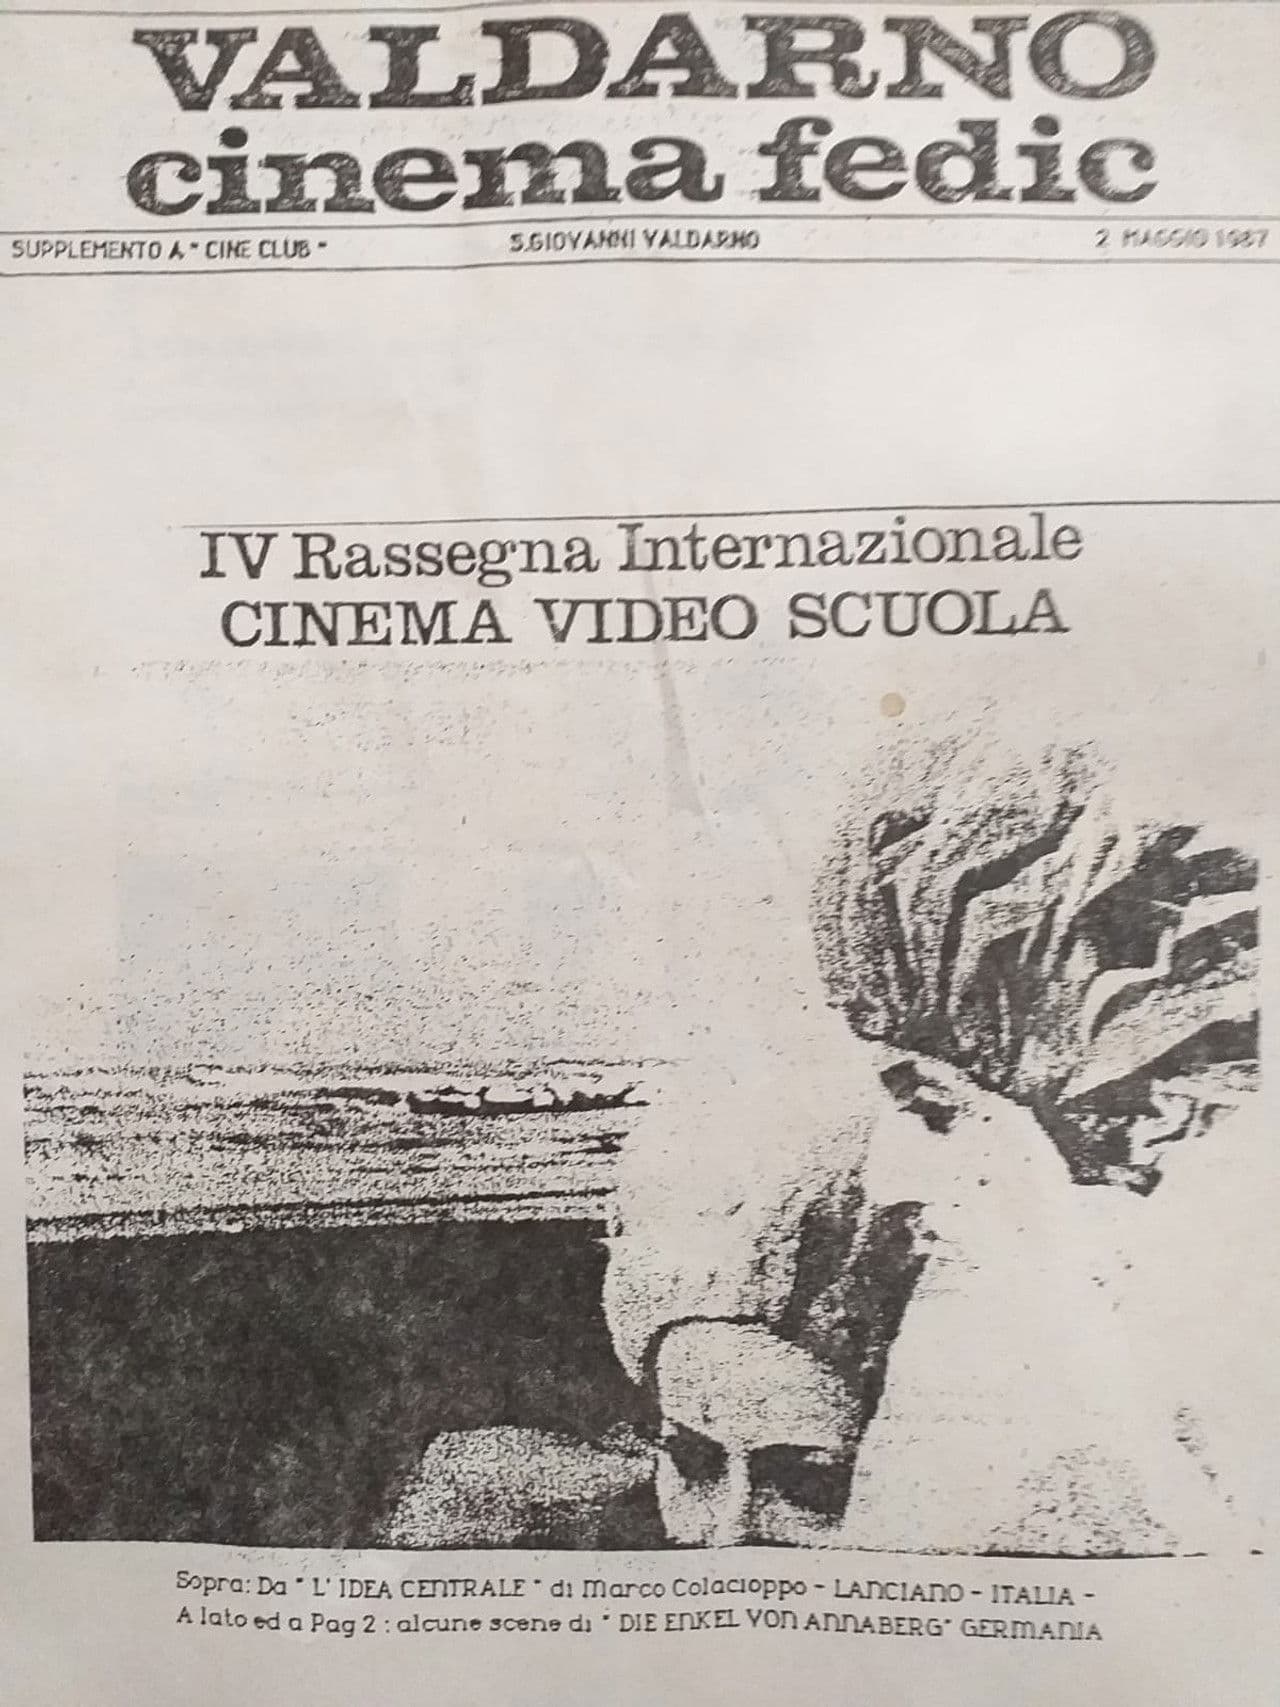 VALDARNO
cinema fedic
SUPPLEMENTO A " CINE CLUB " S.GIOVANNI VALDARNO 2 MAGGIO 1987
IV Rassegna Internazionale
CINEMA VIDEO SCUOLA
Sopra: Da " L' IDEA CENTRALE " di Marco Colacioppo - LANCIANO - ITALIA -
A lato ed a Pag 2 : alcune scene di " DIE ENKEL VON ANNABERG" GERMANIA